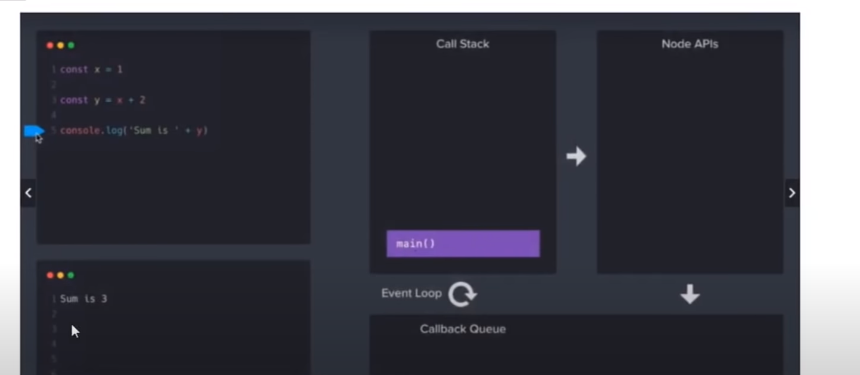 1 const x = 1
2
3 const y = x + 2
4
5 console.log('Sum is ' + y)
Call Stack
main()
Node APIs
Event Loop
Callback Queue
1 Sum is 3
2
3
4
5